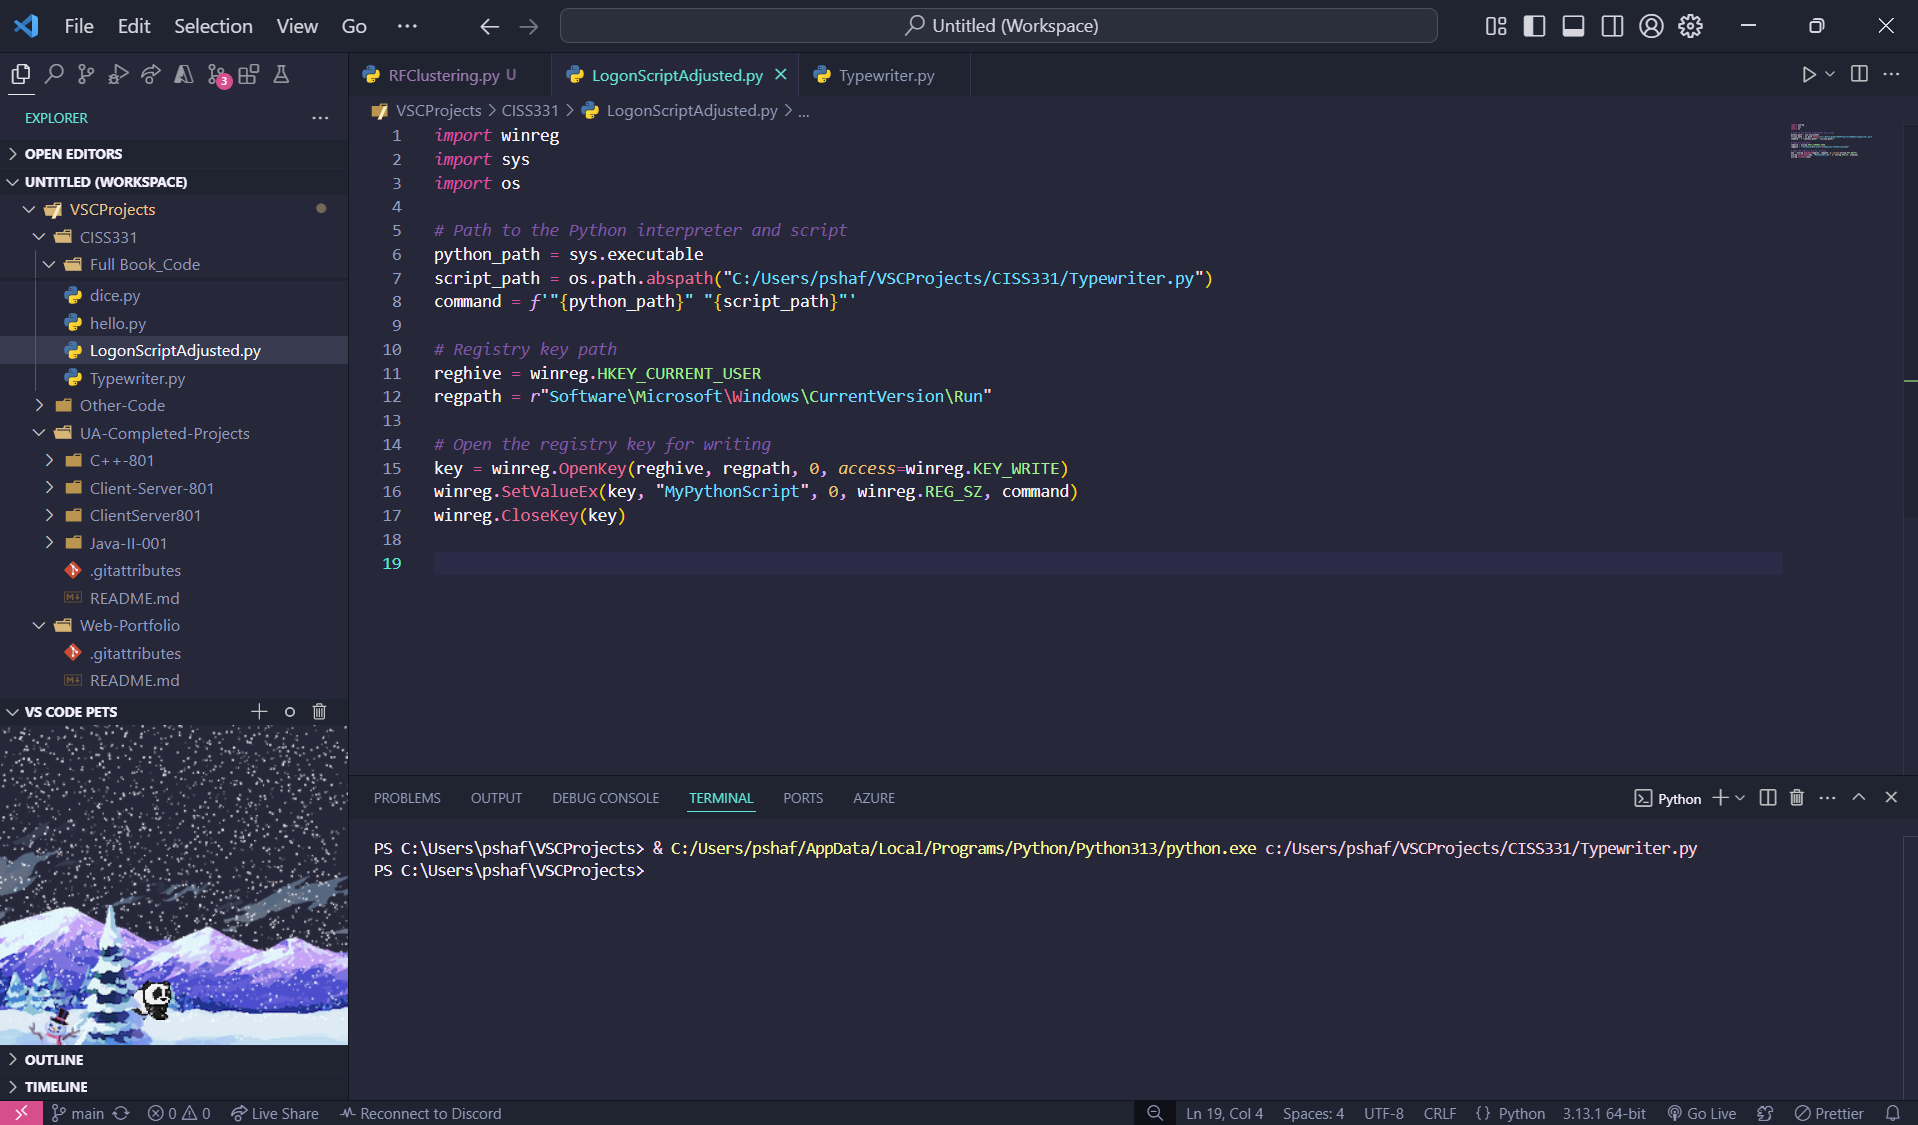 File Edit Selection View Go ···
Untitled (Workspace)
3
EXPLORER
OPEN EDITORS
UNTITLED (WORKSPACE)
VSCProjects
CISS331
Full Book_Code
dice.py
hello.py
LogonScriptAdjusted.py
Typewriter.py
Other-Code
UA-Completed-Projects
C++-801
Client-Server-801
ClientServer801
Java-II-001
.gitattributes
README.md
Web-Portfolio
.gitattributes
README.md
VS CODE PETS
OUTLINE
TIMELINE
RFClustering.py U
LogonScriptAdjusted.py
Typewriter.py
VSCProjects > CISS331 > LogonScriptAdjusted.py > ...
1 import winreg
2 import sys
3 import os
4
5 # Path to the Python interpreter and script
6 python_path = sys.executable
7 script_path = os.path.abspath("C:/Users/pshaf/VSCProjects/CISS331/Typewriter.py")
8 command = f'"{python_path}" "{script_path}"'
9
10 # Registry key path
11 reghive = winreg.HKEY_CURRENT_USER
12 regpath = r"Software\Microsoft\Windows\CurrentVersion\Run"
13
14 # Open the registry key for writing
15 key = winreg.OpenKey(reghive, regpath, 0, access=winreg.KEY_WRITE)
16 winreg.SetValueEx(key, "MyPythonScript", 0, winreg.REG_SZ, command)
17 winreg.CloseKey(key)
18
19
PROBLEMS OUTPUT DEBUG CONSOLE TERMINAL PORTS AZURE
Python
PS C:\Users\pshaf\VSCProjects> & C:/Users/pshaf/AppData/Local/Programs/Python/Python313/python.exe c:/Users/pshaf/VSCProjects/CISS331/Typewriter.py
PS C:\Users\pshaf\VSCProjects>
main 0 0 Live Share Reconnect to Discord
Ln 19, Col 4 Spaces: 4 UTF-8 CRLF {} Python 3.13.1 64-bit Go Live Prettier